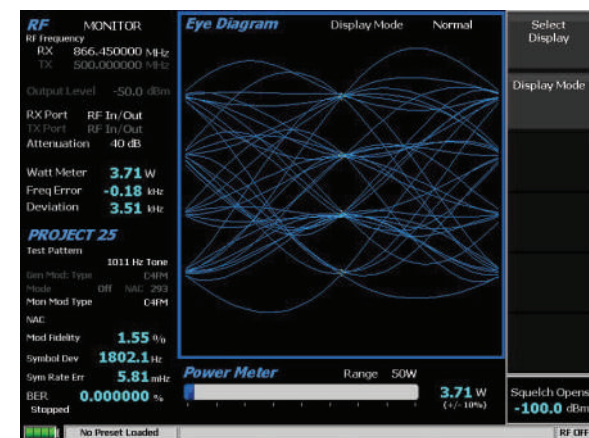 RF MONITOR
RF Frequency
RX 866.450000 MHz
TX 500.000000 MHz
Output Level -50.0 dBm
RX Port RF In/Out
TX Port RF In/Out
Attenuation 40 dB
Watt Meter 3.71 W
Freq Error -0.18 kHz
Deviation 3.51 kHz
PROJECT 25
Test Pattern
1011 Hz Tone
Gen Mod: Type C4FM
Mode Off NAC 293
Mon Mod Type C4FM
NAC
Mod Fidelity 1.55 %
Symbol Dev 1802.1 Hz
Sym Rate Err 5.81 mHz
BER 0.000000 %
Stopped
No Preset Loaded
Eye Diagram Display Mode Normal
Power Meter Range 50W
3.71 W
(+/- 10%)
Select
Display
Display Mode
Squelch Opens
-100.0 dBm
RF OFF